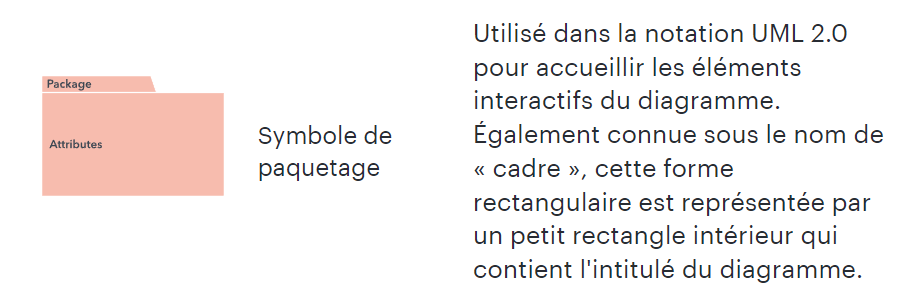 Package
Attributes
Symbole de
paquetage
Utilisé dans la notation UML 2.0
pour accueillir les éléments
interactifs du diagramme.
Également connue sous le nom de
« cadre », cette forme
rectangulaire est représentée par
un petit rectangle intérieur qui
contient l'intitulé du diagramme.